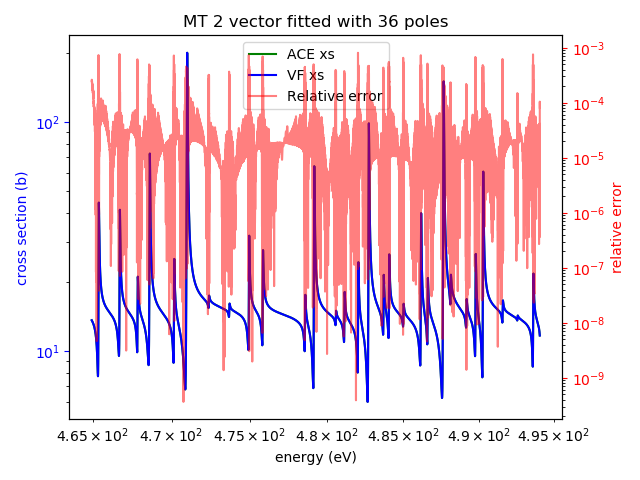 MT 2 vector fitted with 36 poles
ACE xs
VF xs
Relative error
cross section (b)
10²
10¹
relative error
10⁻³
10⁻⁴
10⁻⁵
10⁻⁶
10⁻⁷
10⁻⁸
10⁻⁹
4.65 × 10² 4.7 × 10² 4.75 × 10² 4.8 × 10² 4.85 × 10² 4.9 × 10² 4.95 × 10²
energy (eV)